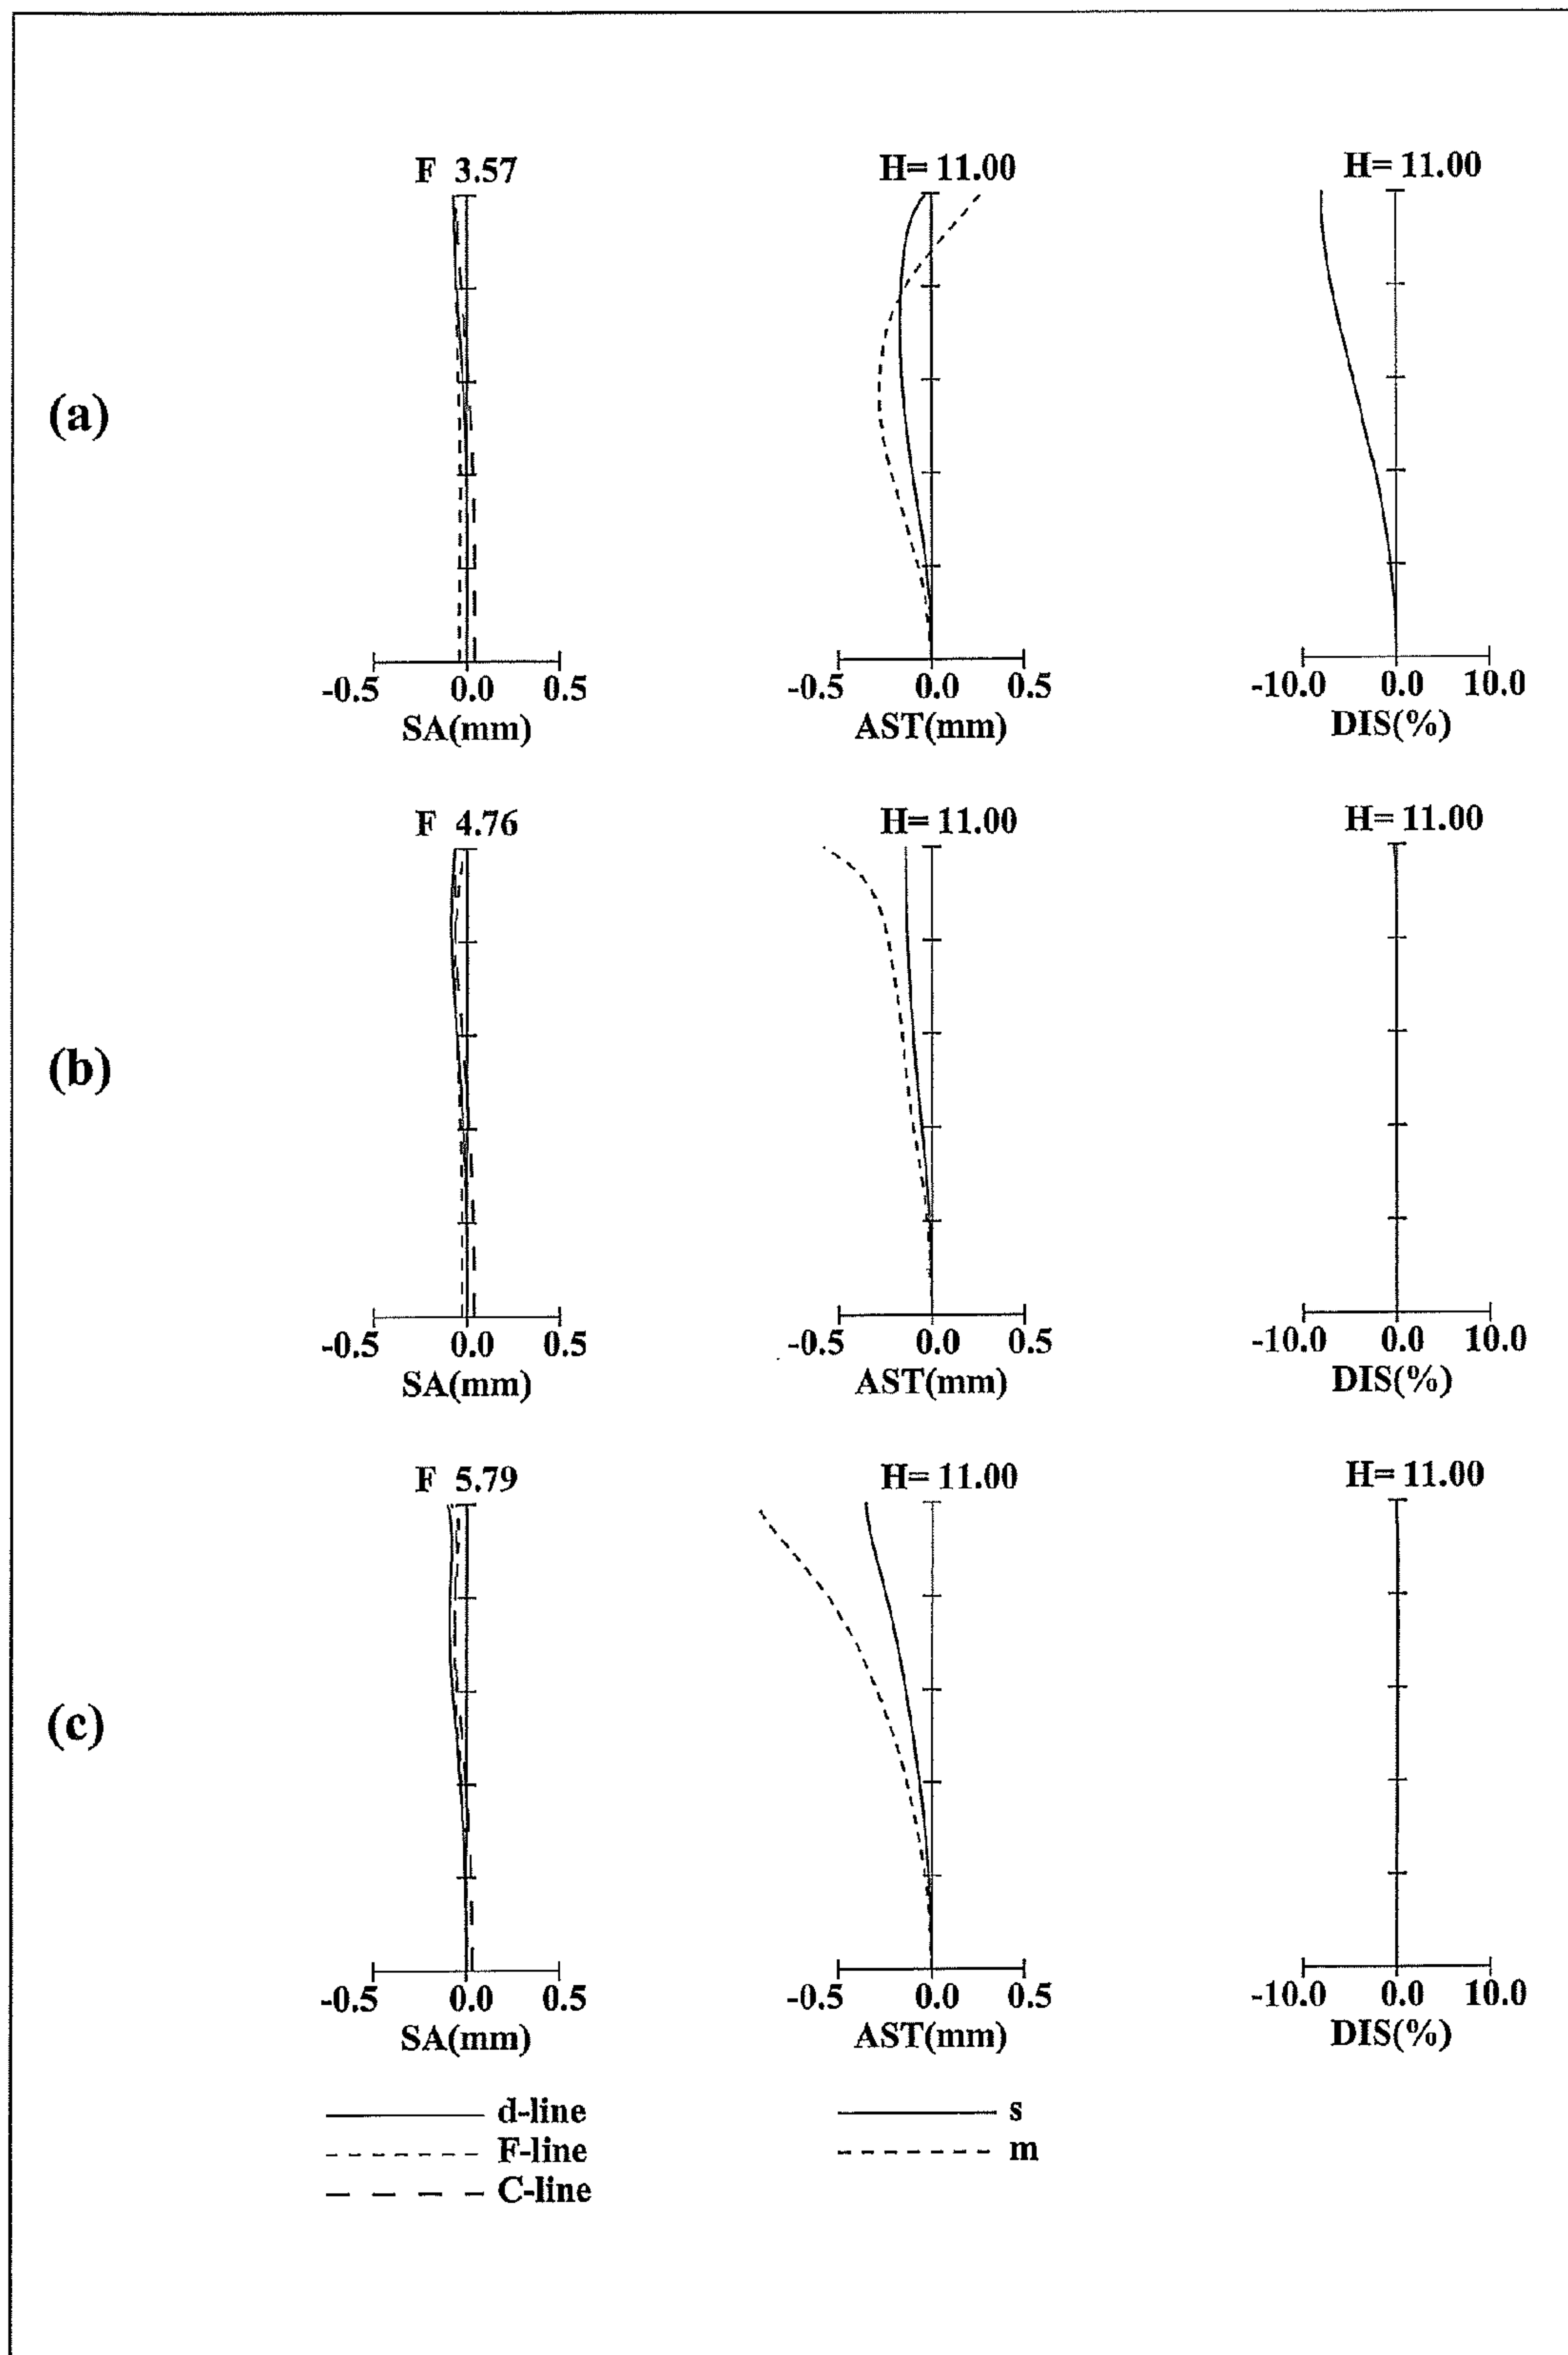 F 3.57 H= 11.00 H= 11.00
(a)
-0.5 0.0 0.5 -0.5 0.0 0.5 -10.0 0.0 10.0
SA(mm) AST(mm) DIS(%)
F 4.76 H= 11.00 H= 11.00
(b)
-0.5 0.0 0.5 -0.5 0.0 0.5 -10.0 0.0 10.0
SA(mm) AST(mm) DIS(%)
F 5.79 H= 11.00 H= 11.00
(c)
-0.5 0.0 0.5 -0.5 0.0 0.5 -10.0 0.0 10.0
SA(mm) AST(mm) DIS(%)
d-line s
F-line m
C-line